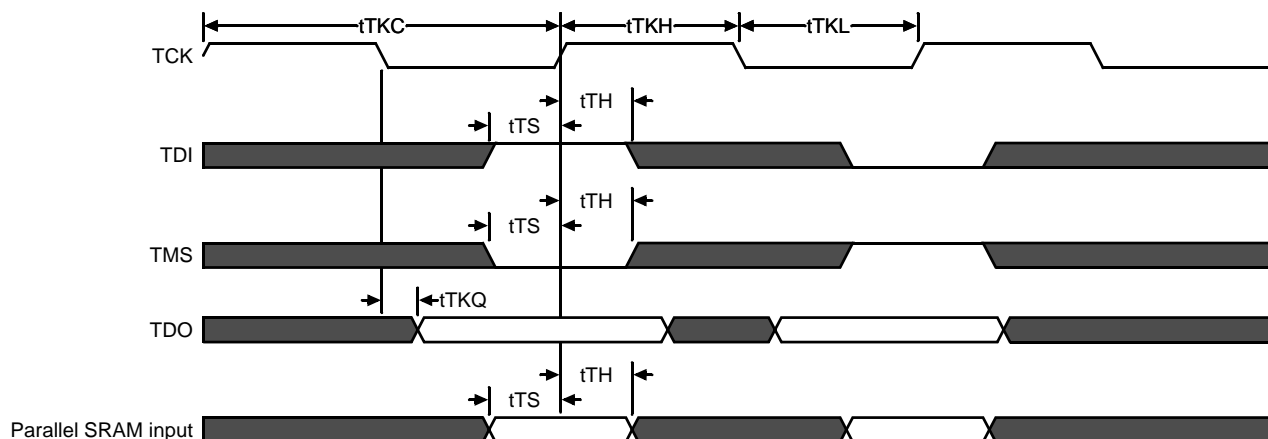 tTKC tTKH tTKL
TCK
tTH
tTS
TDI
tTH
tTS
TMS
tTKQ
TDO
tTH
tTS
Parallel SRAM input